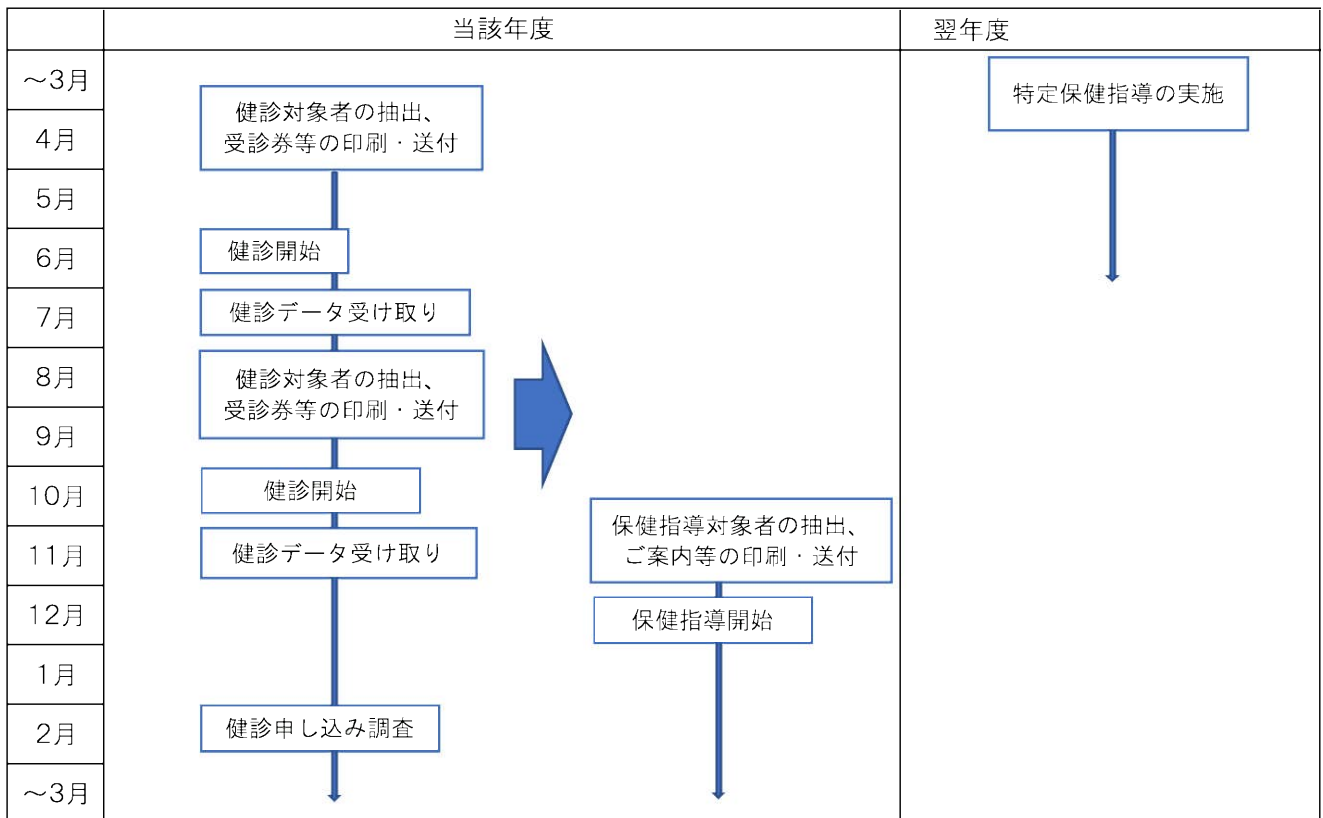 当該年度
翌年度
～3月
4月
5月
6月
7月
8月
9月
10月
11月
12月
1月
2月
～3月
健診対象者の抽出、
受診券等の印刷・送付
健診開始
健診データ受け取り
健診対象者の抽出、
受診券等の印刷・送付
健診開始
健診データ受け取り
健診申し込み調査
保健指導対象者の抽出、
ご案内等の印刷・送付
保健指導開始
特定保健指導の実施